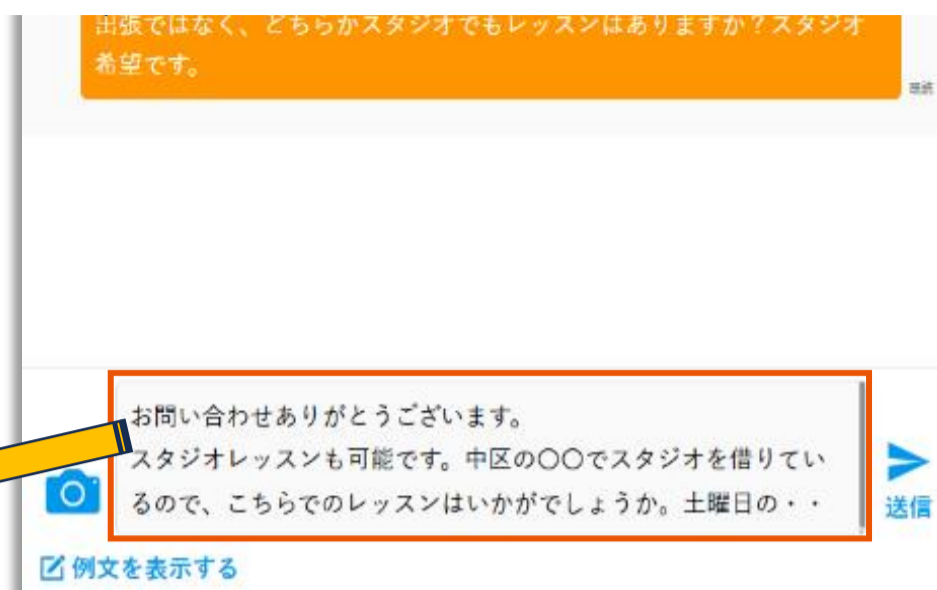 出張ではなく、どちらかスタジオでもレッスンはありますか？スタジオ
希望です。
お問い合わせありがとうございます。
スタジオレッスンも可能です。中区の〇〇でスタジオを借りてい
るので、こちらでのレッスンはいかがでしょうか。土曜日の・・
送信
例文を表示する